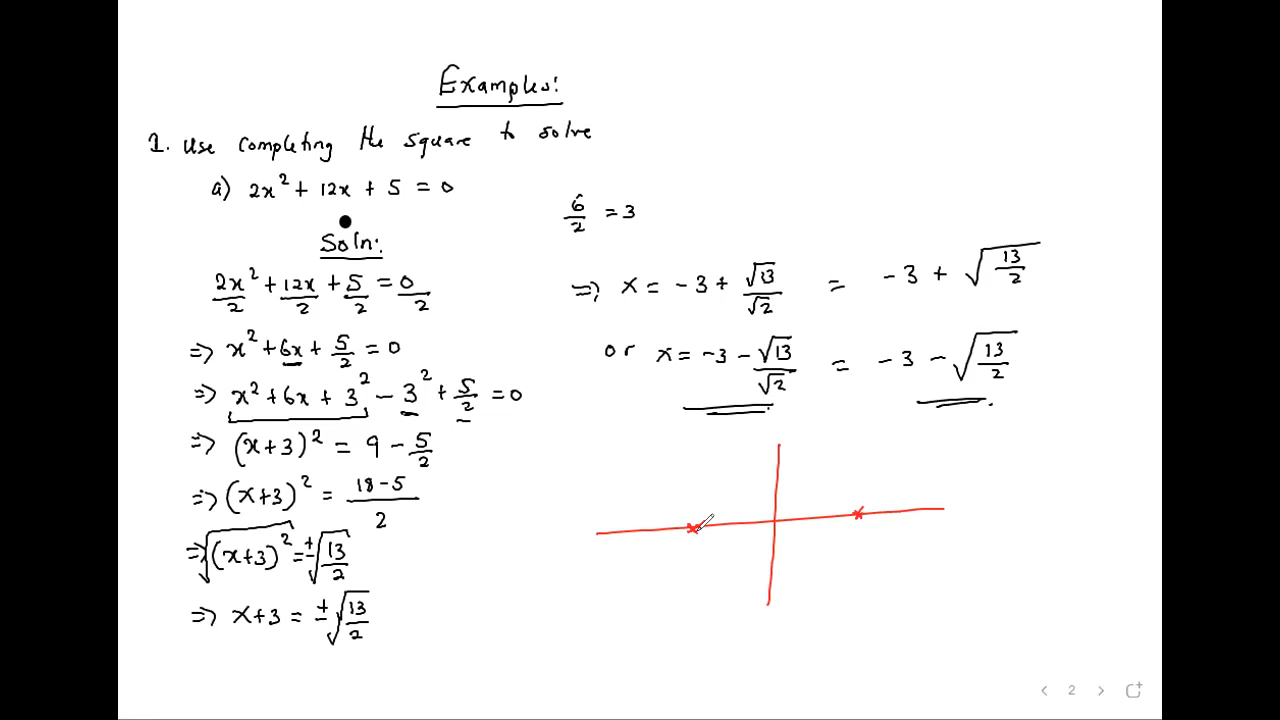 Examples:
1. Use completing the square to solve
a) 2x² + 12x + 5 = 0
Soln:
2x²/2 + 12x/2 + 5/2 = 0/2
=> x² + 6x + 5/2 = 0
=> x² + 6x + 3² - 3² + 5/2 = 0
=> (x+3)² = 9 - 5/2
=> (x+3)² = (18-5)/2
=> √(x+3)² = ±√(13/2)
=> x+3 = ±√(13/2)
6/2 = 3
=> x = -3 + √13/√2 = -3 + √(13/2)
or x = -3 - √13/√2 = -3 - √(13/2)
2